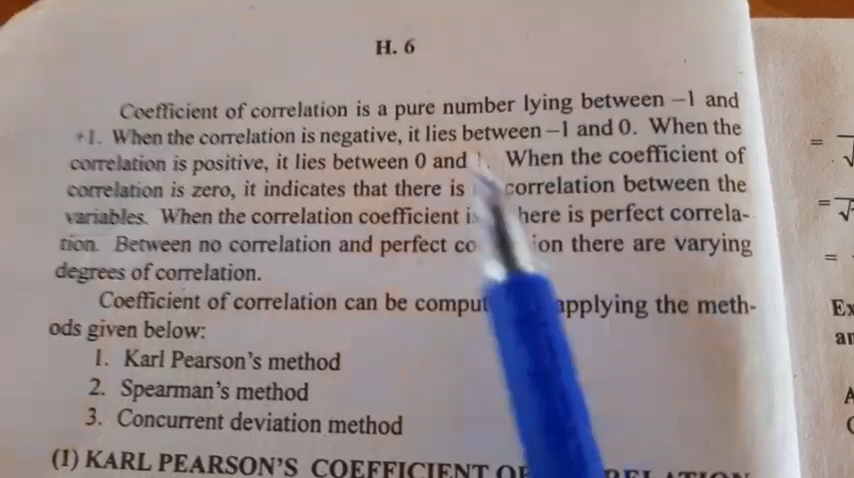 H. 6
Coefficient of correlation is a pure number lying between –1 and
+1. When the correlation is negative, it lies between –1 and 0. When the
correlation is positive, it lies between 0 and 1. When the coefficient of
correlation is zero, it indicates that there is correlation between the
variables. When the correlation coefficient is here is perfect correla-
tion. Between no correlation and perfect co ion there are varying
degrees of correlation.
Coefficient of correlation can be comput applying the meth-
ods given below:
1. Karl Pearson's method
2. Spearman's method
3. Concurrent deviation method
(1) KARL PEARSON'S COEFFICIENT OF RELATION
= √
= √
=
Ex